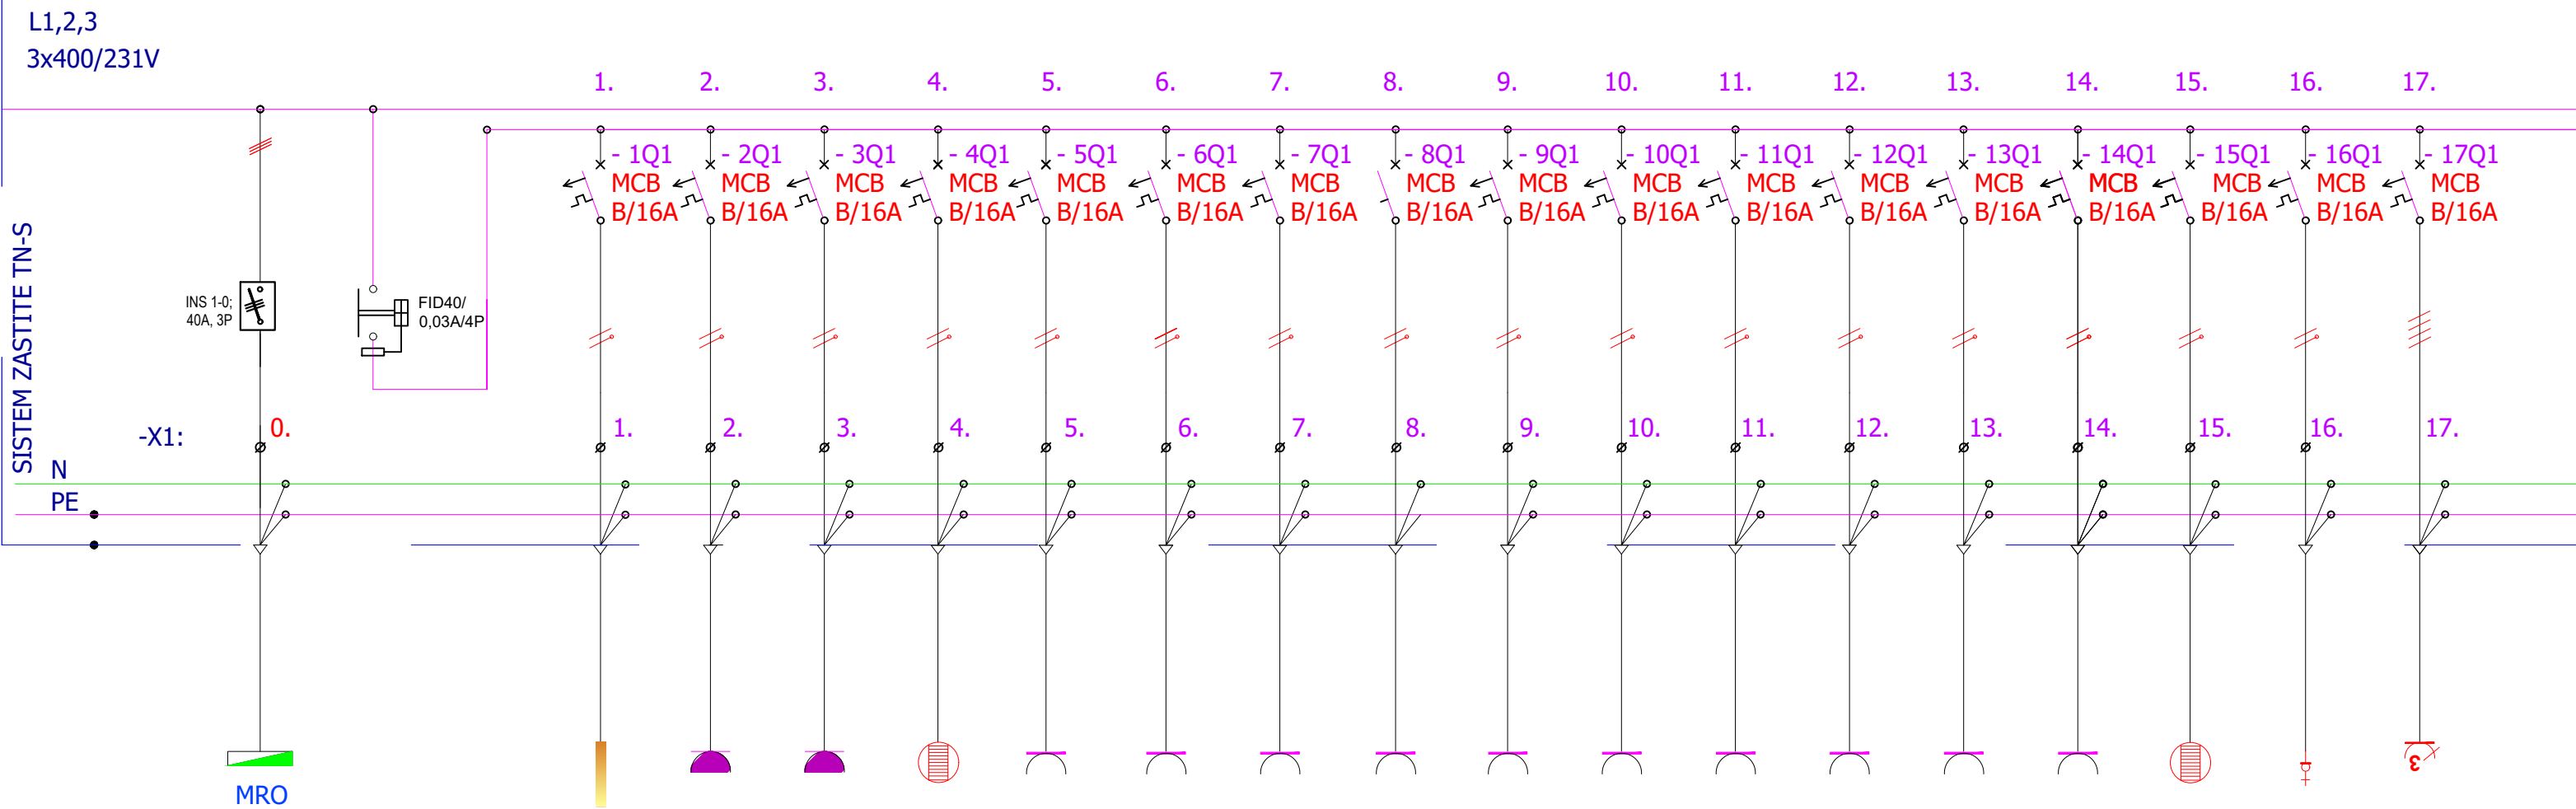 L1,2,3
3x400/231V
1. 2. 3. 4. 5. 6. 7. 8. 9. 10. 11. 12. 13. 14. 15. 16. 17.
- 1Q1 - 2Q1 - 3Q1 - 4Q1 - 5Q1 - 6Q1 - 7Q1 - 8Q1 - 9Q1 - 10Q1 - 11Q1 - 12Q1 - 13Q1 - 14Q1 - 15Q1 - 16Q1 - 17Q1
MCB MCB MCB MCB MCB MCB MCB MCB MCB MCB MCB MCB MCB MCB MCB MCB MCB
B/16A B/16A B/16A B/16A B/16A B/16A B/16A B/16A B/16A B/16A B/16A B/16A B/16A B/16A B/16A B/16A B/16A
SISTEM ZASTITE TN-S
INS 1-0;
40A, 3P
FID40/
0,03A/4P
-X1: 0. 1. 2. 3. 4. 5. 6. 7. 8. 9. 10. 11. 12. 13. 14. 15. 16. 17.
N
PE
3
MRO